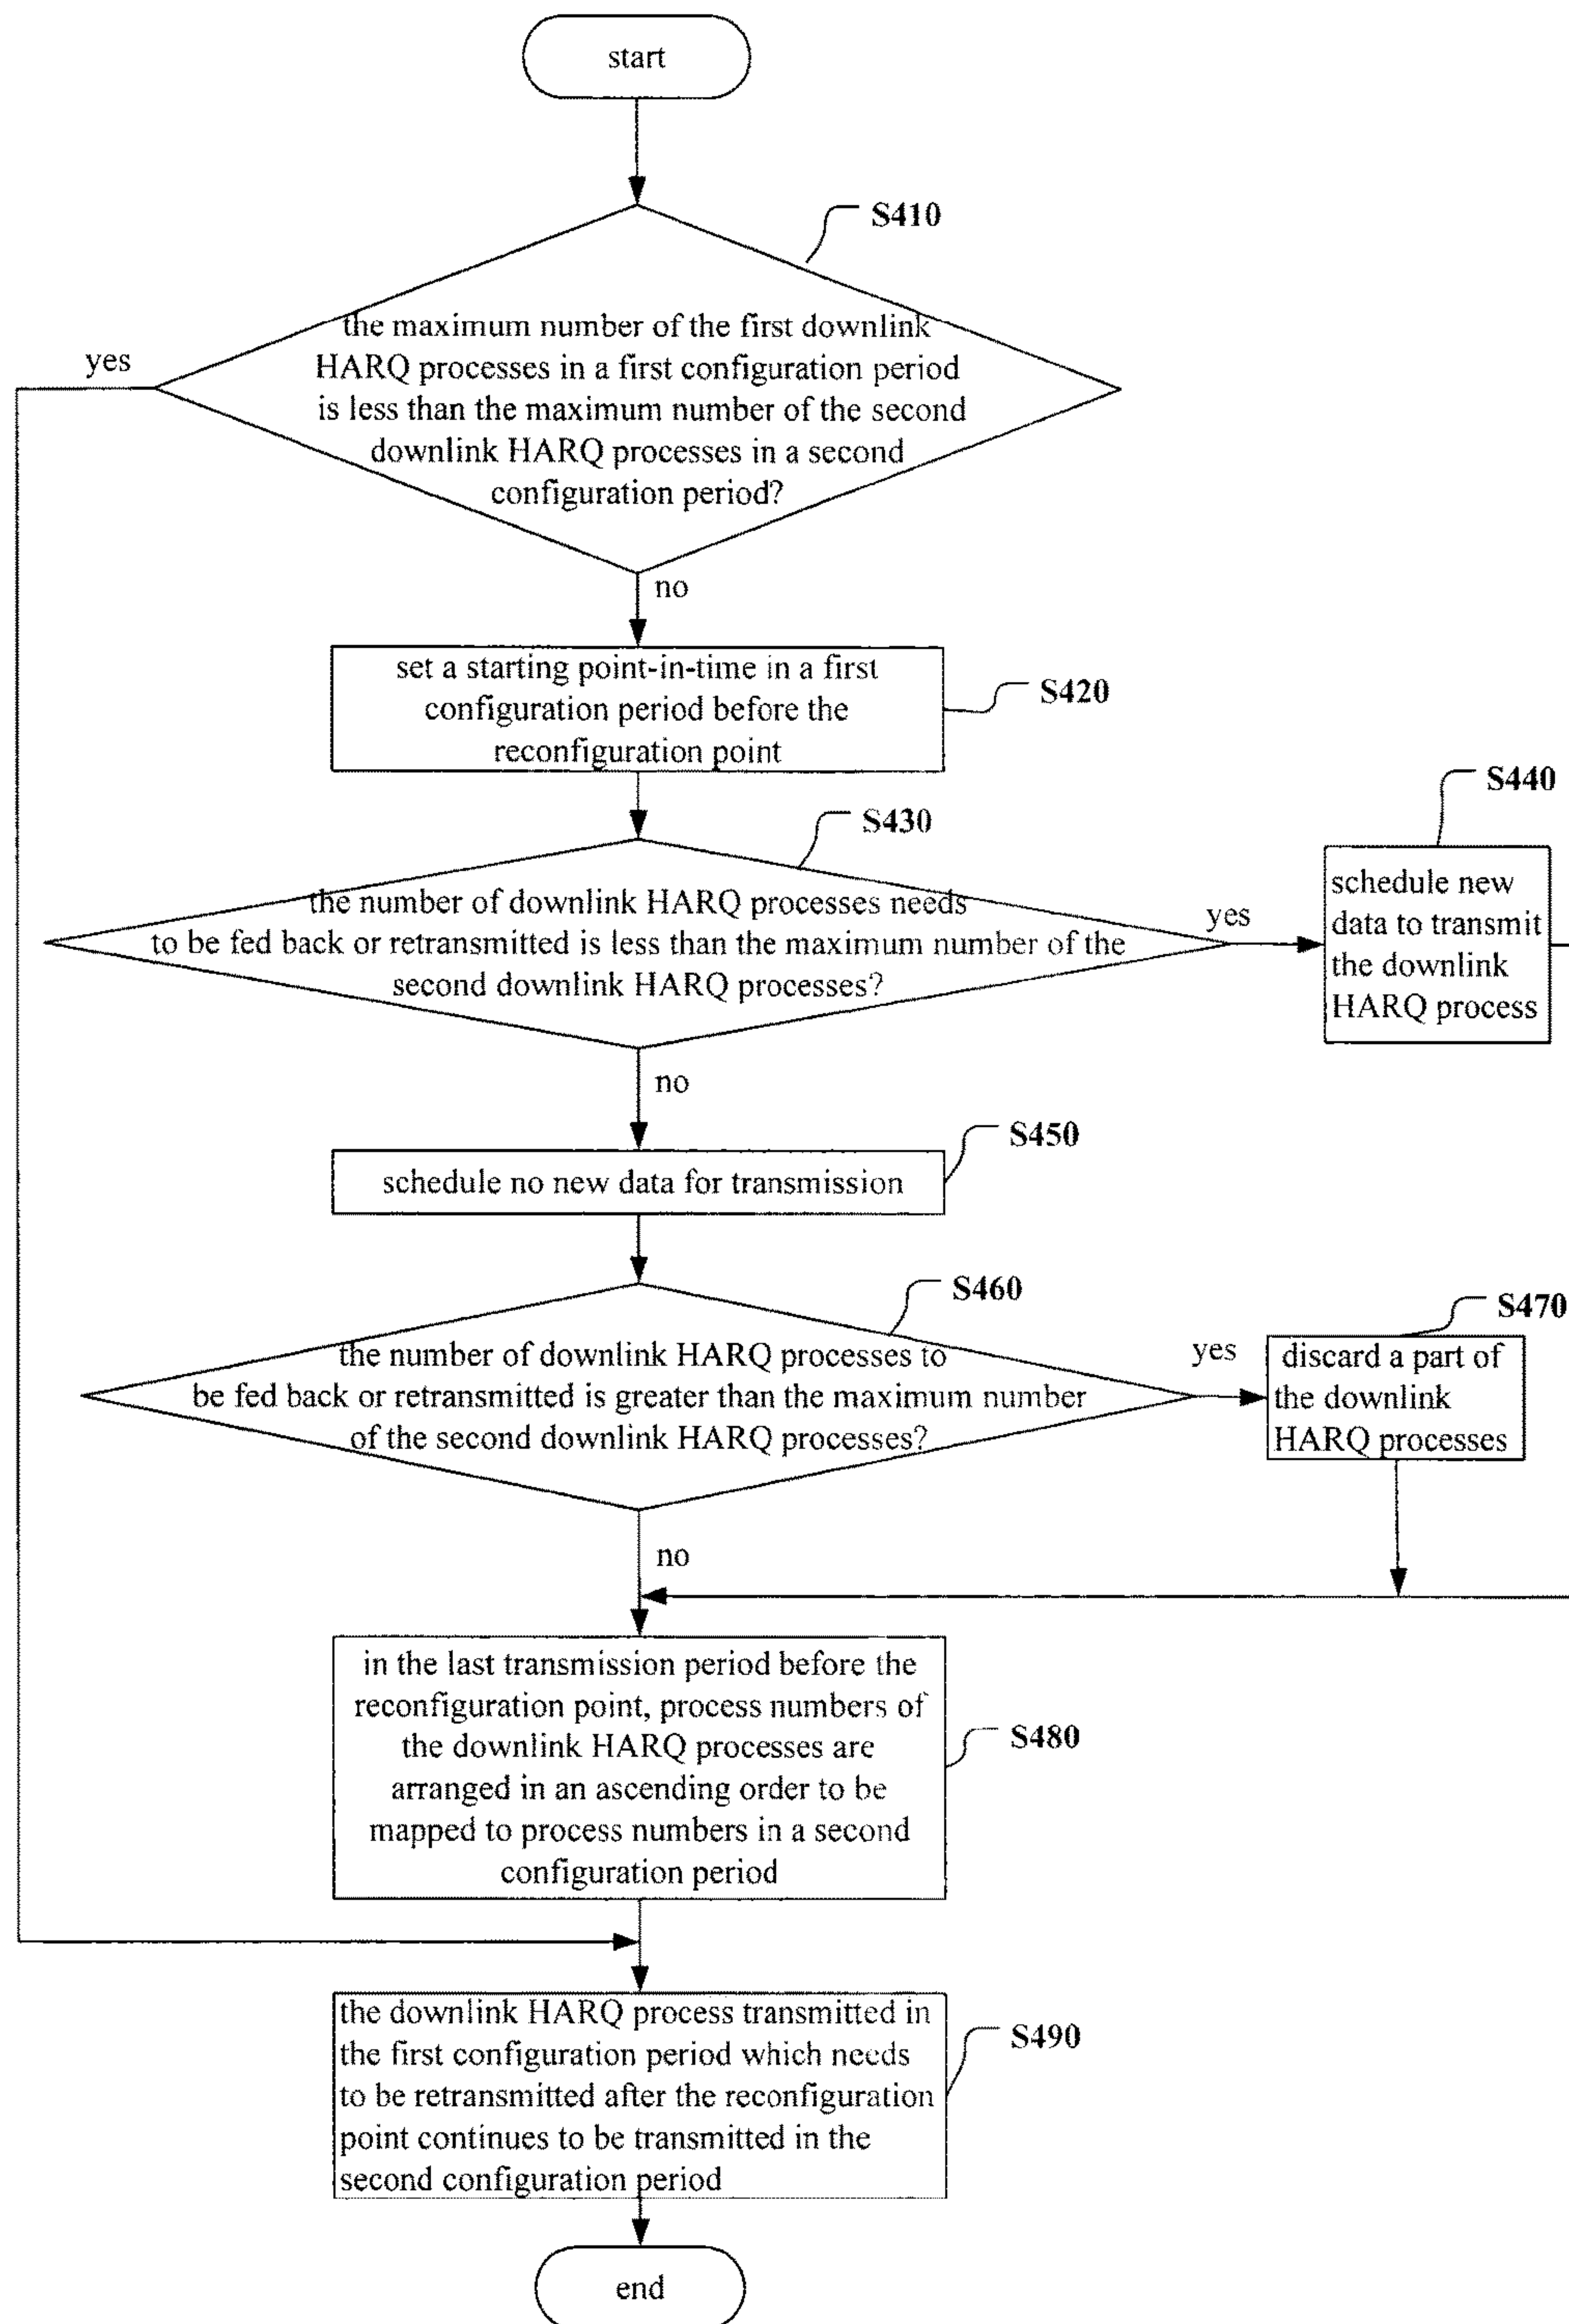 start
S410
the maximum number of the first downlink
HARQ processes in a first configuration period
is less than the maximum number of the second
downlink HARQ processes in a second
configuration period?
yes
no
set a starting point-in-time in a first
configuration period before the
reconfiguration point
S420
S430
the number of downlink HARQ processes needs
to be fed back or retransmitted is less than the maximum number of the
second downlink HARQ processes?
yes
S440
schedule new
data to transmit
the downlink
HARQ process
no
S450
schedule no new data for transmission
S460
the number of downlink HARQ processes to
be fed back or retransmitted is greater than the maximum number
of the second downlink HARQ processes?
yes
S470
discard a part of
the downlink
HARQ processes
no
in the last transmission period before the
reconfiguration point, process numbers of
the downlink HARQ processes are
arranged in an ascending order to be
mapped to process numbers in a second
configuration period
S480
the downlink HARQ process transmitted in
the first configuration period which needs
to be retransmitted after the reconfiguration
point continues to be transmitted in the
second configuration period
S490
end